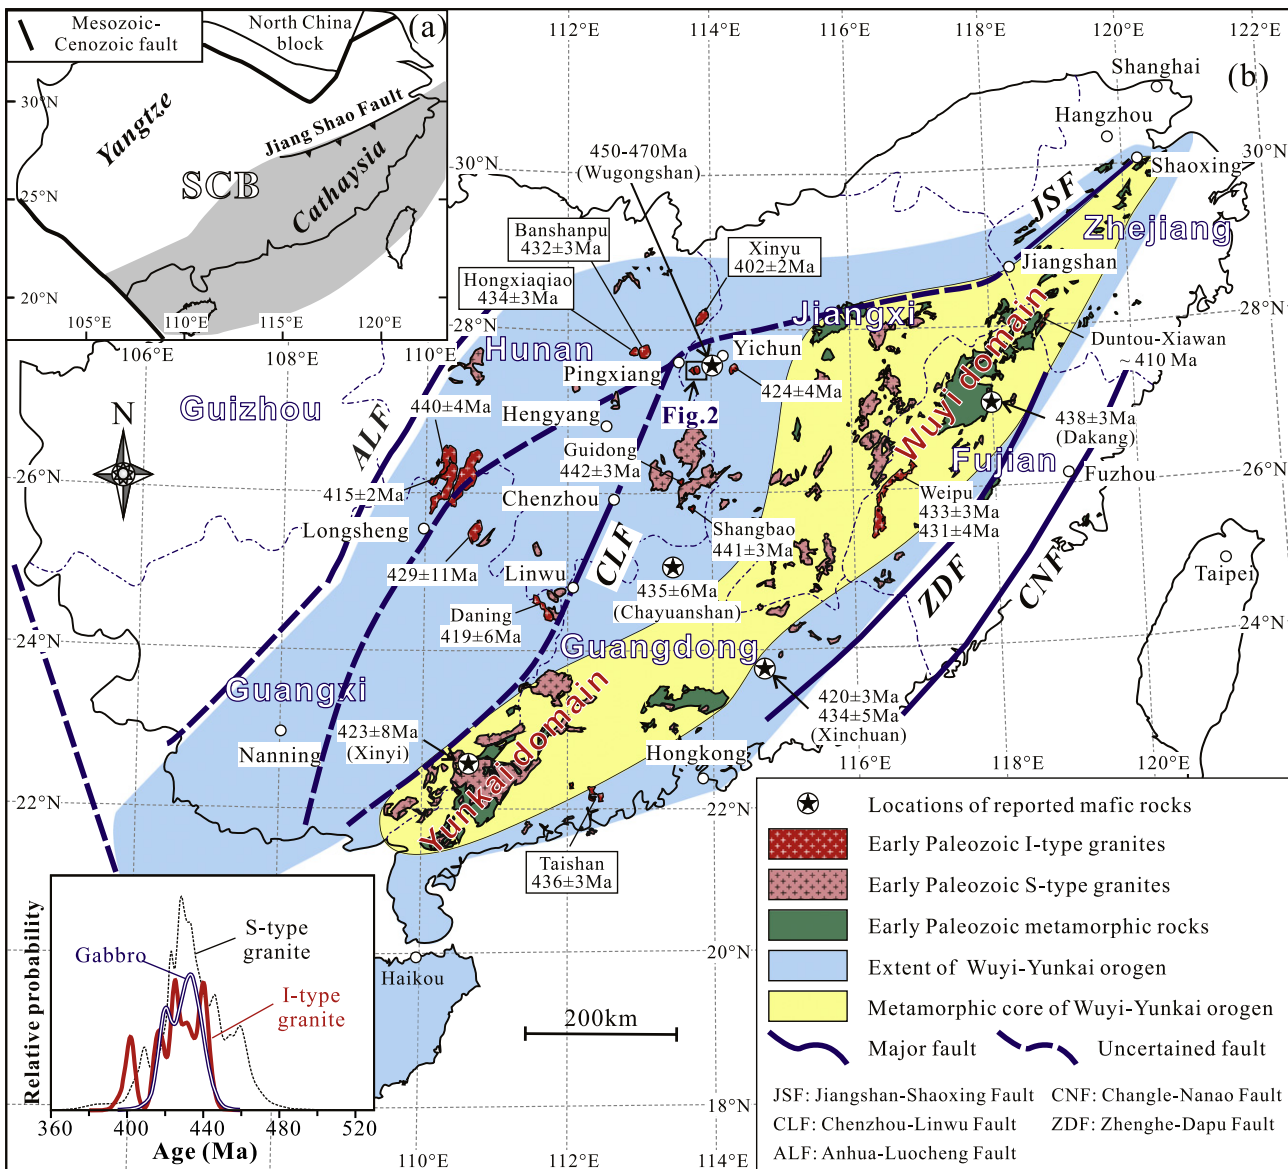 Mesozoic-
Cenozoic fault
North China
block
(a)
30°N
25°N
20°N
105°E
110°E
115°E
120°E
Yangtze
Jiang Shao Fault
SCB
Cathaysia
112°E
114°E
116°E
118°E
120°E
122°E
(b)
Shanghai
Hangzhou
30°N
30°N
Shaoxing
450-470Ma
(Wugongshan)
JSF
Zhejiang
Banshanpu
432±3Ma
Xinyu
402±2Ma
Jiangshan
Hongxiaqiao
434±3Ma
28°N
28°N
Jiangxi
106°E
108°E
110°E
Hunan
Yichun
Pingxiang
Duntou-Xiawan
~ 410 Ma
Wuyi domain
Guizhou
ALF
440±4Ma
Hengyang
Fig.2
424±4Ma
438±3Ma
(Dakang)
N
Guidong
442±3Ma
Fujian
Fuzhou
26°N
26°N
415±2Ma
Chenzhou
Weipu
433±3Ma
431±4Ma
Longsheng
Shangbao
441±3Ma
CLF
429±11Ma
Linwu
435±6Ma
(Chayuanshan)
ZDF
CNF
Taipei
Daning
419±6Ma
24°N
24°N
Guangdong
Guangxi
420±3Ma
434±5Ma
(Xinchuan)
423±8Ma
(Xinyi)
Nanning
Yunkai domain
Hongkong
116°E
118°E
120°E
22°N
22°N
Taishan
436±3Ma
20°N
Haikou
200km
18°N
110°E
112°E
114°E
Relative probability
S-type
granite
Gabbro
I-type
granite
360
400
440
480
520
Age (Ma)
Locations of reported mafic rocks
Early Paleozoic I-type granites
Early Paleozoic S-type granites
Early Paleozoic metamorphic rocks
Extent of Wuyi-Yunkai orogen
Metamorphic core of Wuyi-Yunkai orogen
Major fault
Uncertained fault
JSF: Jiangshan-Shaoxing Fault
CNF: Changle-Nanao Fault
CLF: Chenzhou-Linwu Fault
ZDF: Zhenghe-Dapu Fault
ALF: Anhua-Luocheng Fault